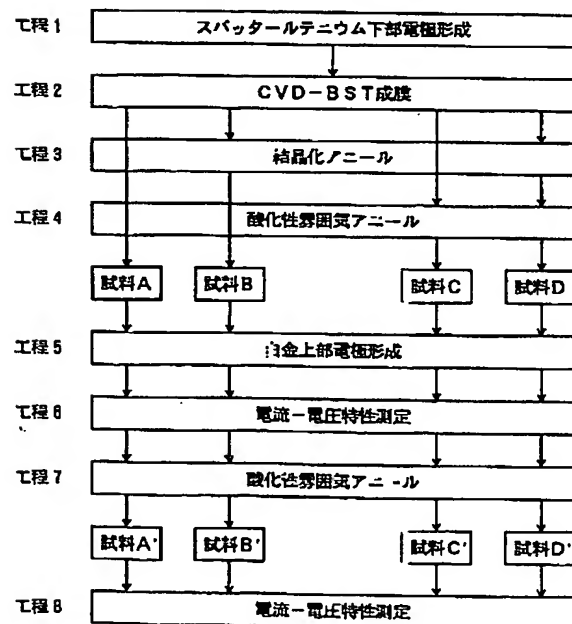 工程1 スパッタールテニウム下部電極形成
工程2 CVD-BST成膜
工程3 結晶化アニール
工程4 酸化性雰囲気アニール
試料A 試料B 試料C 試料D
工程5 白金上部電極形成
工程6 電流-電圧特性測定
工程7 酸化性雰囲気アニール
試料A' 試料B' 試料C' 試料D'
工程8 電流-電圧特性測定